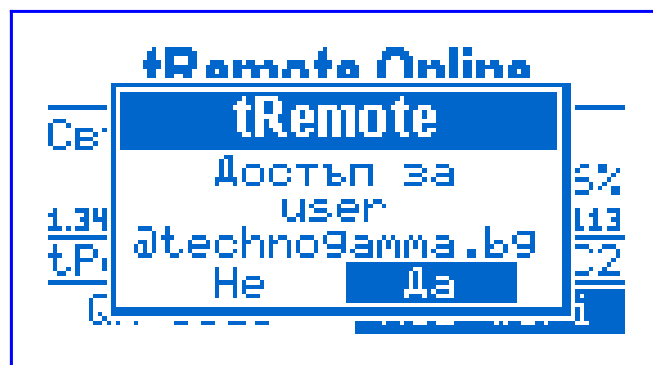 tRemote Online
tRemote
Достъп за
user
@technogamma.bg
Не Да